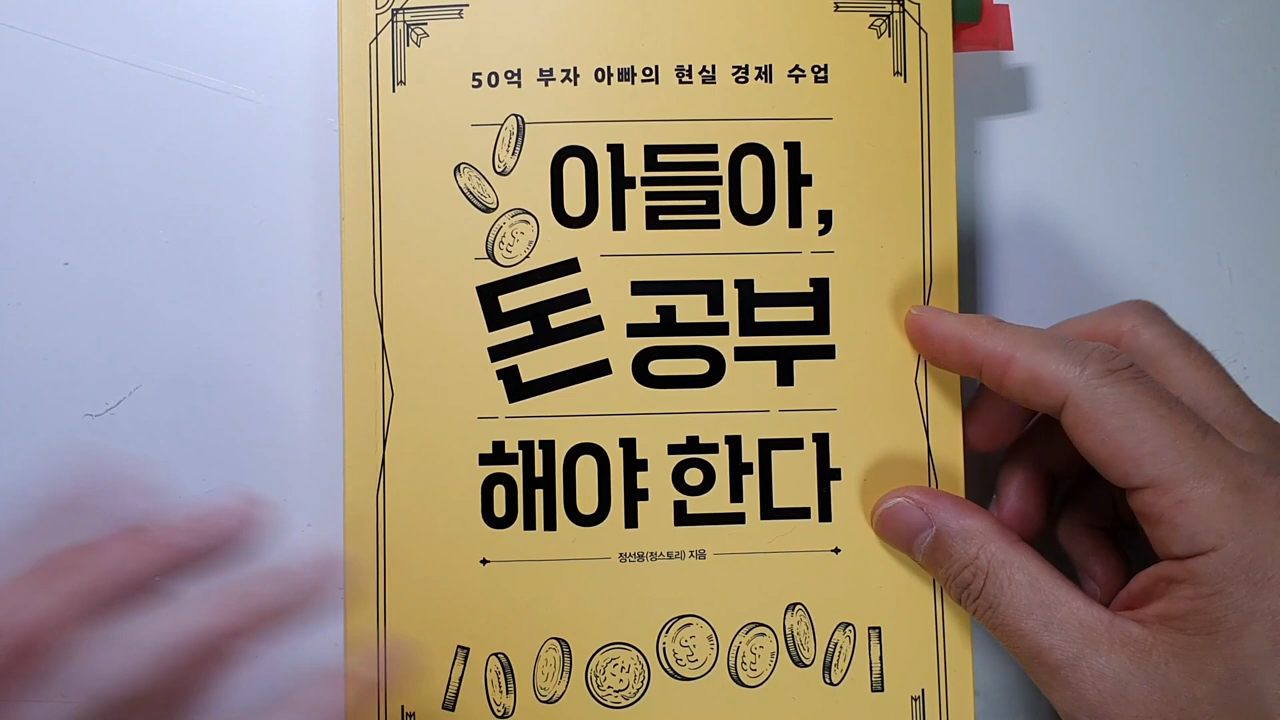 50억 부자 아빠의 현실 경제 수업
아들아,
돈 공부
해야 한다
정선용(정스토리) 지음